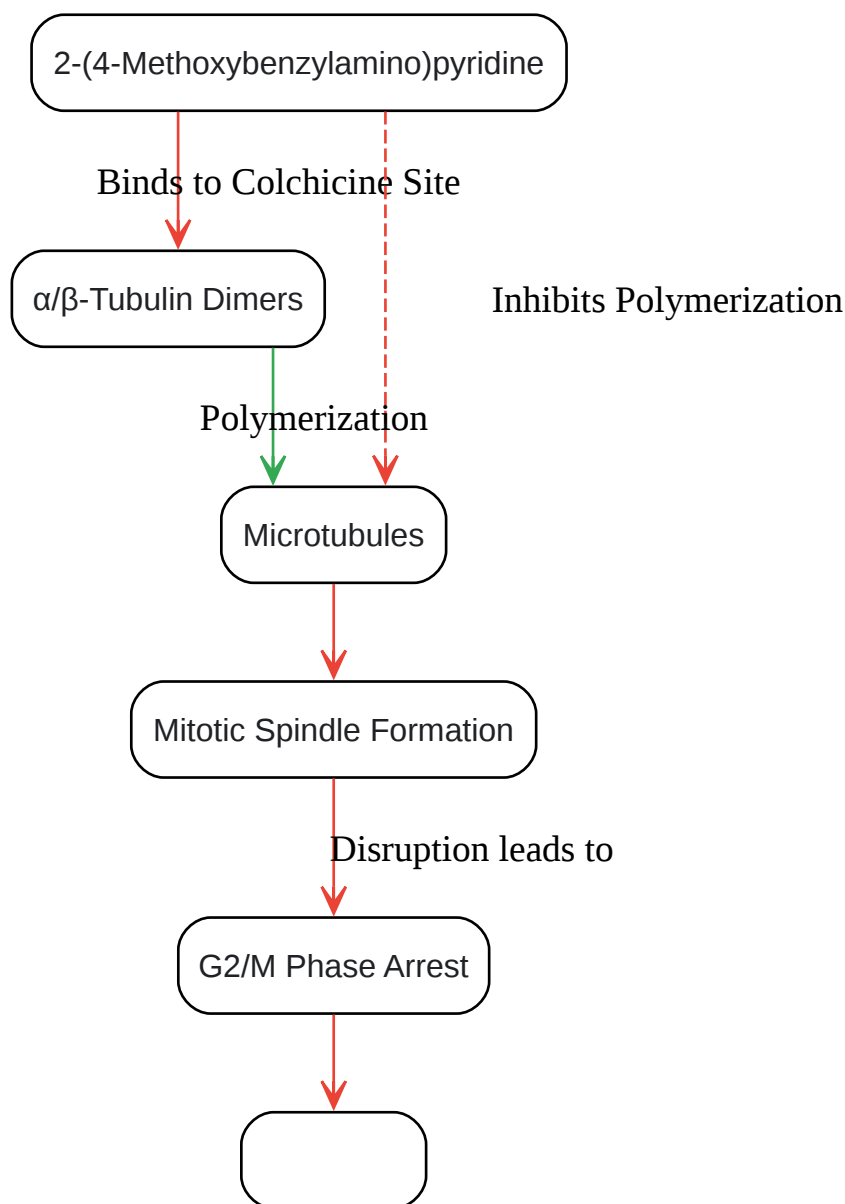 2-(4-Methoxybenzylamino)pyridine
Binds to Colchicine Site
α/β-Tubulin Dimers
Inhibits Polymerization
Polymerization
Microtubules
Mitotic Spindle Formation
Disruption leads to
G2/M Phase Arrest